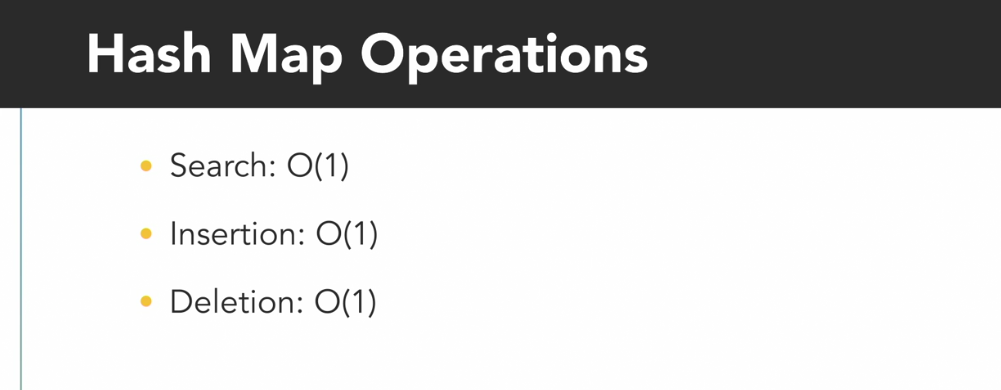 Hash Map Operations
• Search: O(1)
• Insertion: O(1)
• Deletion: O(1)